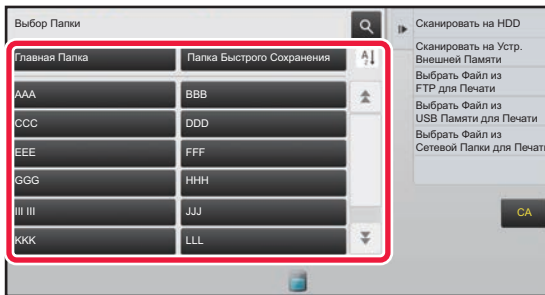 Выбор Папки
Главная Папка
Папка Быстрого Сохранения
AAA
BBB
CCC
DDD
EEE
FFF
GGG
HHH
III III
JJJ
KKK
LLL
Сканировать на HDD
Сканировать на Устр.
Внешней Памяти
Выбрать Файл из
FTP для Печати
Выбрать Файл из
USB Памяти для Печати
Выбрать Файл из
Сетевой Папки для Печати
CA